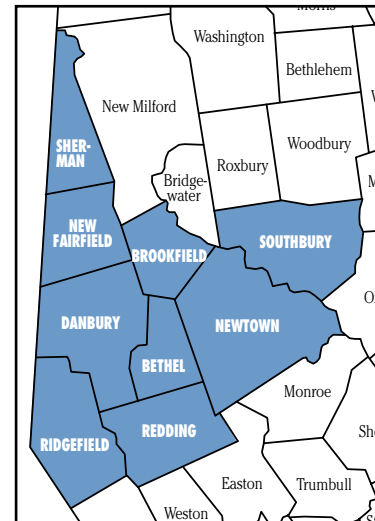 Washington
Bethlehem
New Milford
Woodbury
SHER-
MAN
Roxbury
Bridge-
water
NEW
FAIRFIELD
BROOKFIELD
SOUTHBURY
DANBURY
NEWTOWN
BETHEL
Monroe
RIDGEFIELD
REDDING
Easton
Trumbull
Weston